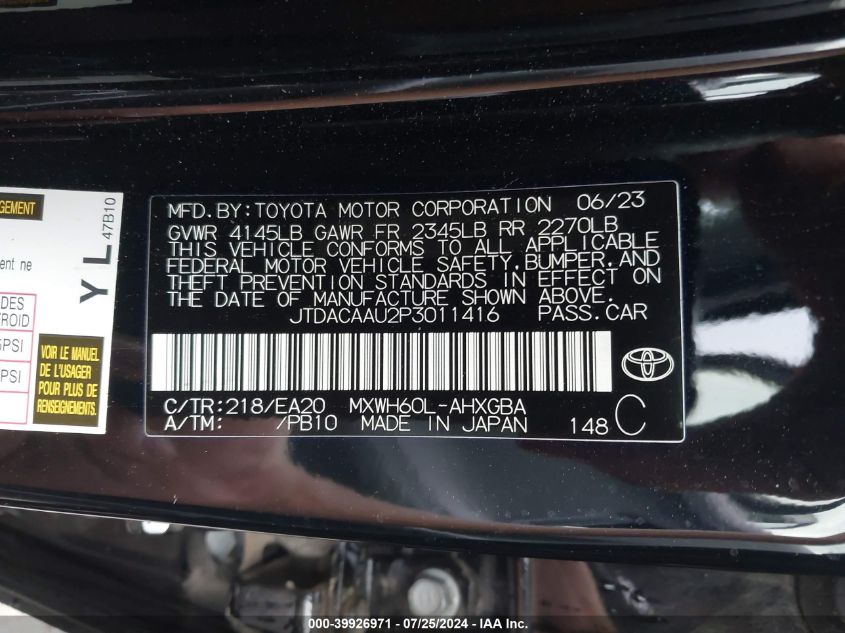 GEMENT
47B10
YL
ent ne
DES
TROID
PSI
PSI
VOIR LE MANUEL
DE L'USAGER
POUR PLUS DE
RENSEIGNEMENTS.
MFD.BY:TOYOTA MOTOR CORPORATION 06/23
GVWR 4145LB GAWR FR 2345LB RR 2270LB
THIS VEHICLE CONFORMS TO ALL APPLICABLE
FEDERAL MOTOR VEHICLE SAFETY,BUMPER,AND
THEFT PREVENTION STANDARDS IN EFFECT ON
THE DATE OF MANUFACTURE SHOWN ABOVE.
JTDACAAU2P3011416 PASS.CAR
C/TR:218/EA20 MXWH60L-AHXGBA
A/TM: /PB10 MADE IN JAPAN 148 C
000-39926971 - 07/25/2024 - IAA, Inc.